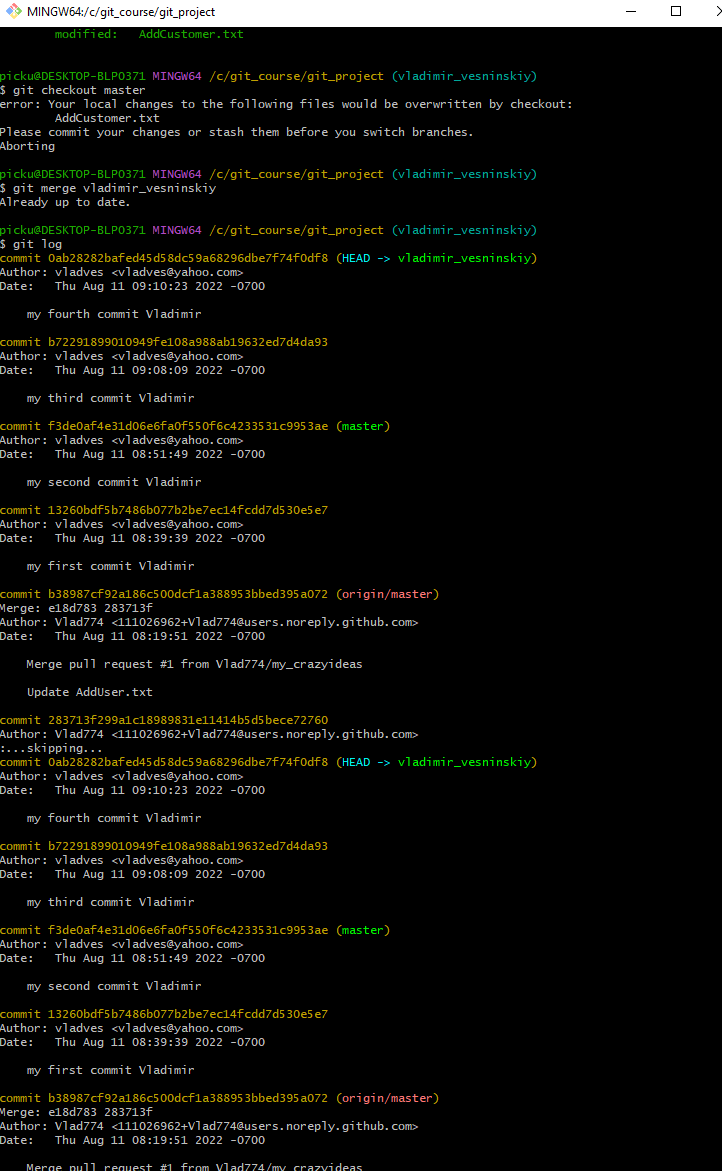 MINGW64:/c/git_course/git_project
modified:   AddCustomer.txt
picku@DESKTOP-BLPO371 MINGW64 /c/git_course/git_project (vladimir_vesninskiy)
$ git checkout master
error: Your local changes to the following files would be overwritten by checkout:
AddCustomer.txt
Please commit your changes or stash them before you switch branches.
Aborting
picku@DESKTOP-BLPO371 MINGW64 /c/git_course/git_project (vladimir_vesninskiy)
$ git merge vladimir_vesninskiy
Already up to date.
picku@DESKTOP-BLPO371 MINGW64 /c/git_course/git_project (vladimir_vesninskiy)
$ git log
commit 0ab28282bafed45d58dc59a68296dbe7f74f0df8 (HEAD -> vladimir_vesninskiy)
Author: vladves <vladves@yahoo.com>
Date:   Thu Aug 11 09:10:23 2022 -0700
my fourth commit Vladimir
commit b72291899010949fe108a988ab19632ed7d4da93
Author: vladves <vladves@yahoo.com>
Date:   Thu Aug 11 09:08:09 2022 -0700
my third commit Vladimir
commit f3de0af4e31d06e6fa0f550f6c4233531c9953ae (master)
Author: vladves <vladves@yahoo.com>
Date:   Thu Aug 11 08:51:49 2022 -0700
my second commit Vladimir
commit 13260bdf5b7486b077b2be7ec14fcdd7d530e5e7
Author: vladves <vladves@yahoo.com>
Date:   Thu Aug 11 08:39:39 2022 -0700
my first commit Vladimir
commit b38987cf92a186c500dcf1a388953bbed395a072 (origin/master)
Merge: e18d783 283713f
Author: Vlad774 <111026962+Vlad774@users.noreply.github.com>
Date:   Thu Aug 11 08:19:51 2022 -0700
Merge pull request #1 from Vlad774/my_crazyideas
Update AddUser.txt
commit 283713f299a1c18989831e11414b5d5bece72760
Author: Vlad774 <111026962+Vlad774@users.noreply.github.com>
:...skipping...
commit 0ab28282bafed45d58dc59a68296dbe7f74f0df8 (HEAD -> vladimir_vesninskiy)
Author: vladves <vladves@yahoo.com>
Date:   Thu Aug 11 09:10:23 2022 -0700
my fourth commit Vladimir
commit b72291899010949fe108a988ab19632ed7d4da93
Author: vladves <vladves@yahoo.com>
Date:   Thu Aug 11 09:08:09 2022 -0700
my third commit Vladimir
commit f3de0af4e31d06e6fa0f550f6c4233531c9953ae (master)
Author: vladves <vladves@yahoo.com>
Date:   Thu Aug 11 08:51:49 2022 -0700
my second commit Vladimir
commit 13260bdf5b7486b077b2be7ec14fcdd7d530e5e7
Author: vladves <vladves@yahoo.com>
Date:   Thu Aug 11 08:39:39 2022 -0700
my first commit Vladimir
commit b38987cf92a186c500dcf1a388953bbed395a072 (origin/master)
Merge: e18d783 283713f
Author: Vlad774 <111026962+Vlad774@users.noreply.github.com>
Date:   Thu Aug 11 08:19:51 2022 -0700
Merge pull request #1 from Vlad774/my_crazyideas